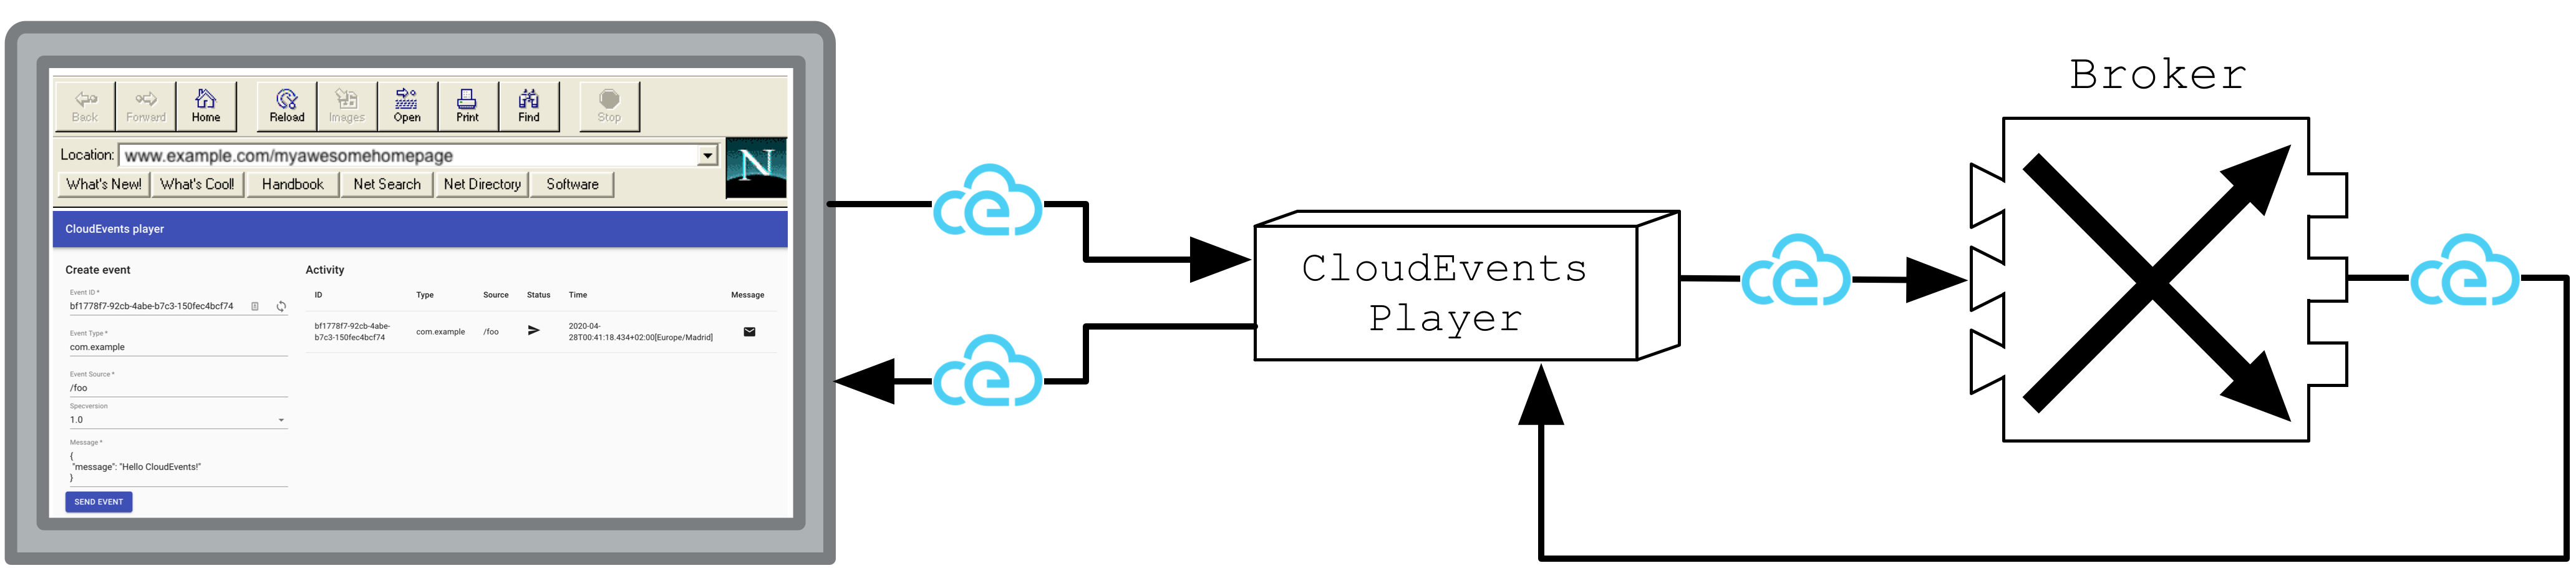 Back
Forward
Home
Reload
Images
Open
Print
Find
Stop
Location: www.example.com/myawesomehomepage
N
What's New!
What's Cool!
Handbook
Net Search
Net Directory
Software
CloudEvents player
Create event
Event ID *
bf1778f7-92cb-4abe-b7c3-150fec4bcf74
Event Type *
com.example
Event Source *
/foo
Specversion
1.0
Message *
{
"message": "Hello CloudEvents!"
}
SEND EVENT
Activity
ID Type Source Status Time Message
bf1778f7-92cb-4abe-
b7c3-150fec4bcf74
com.example
/foo
2020-04-
28T00:41:18.434+02:00[Europe/Madrid]
CloudEvents
Player
Broker